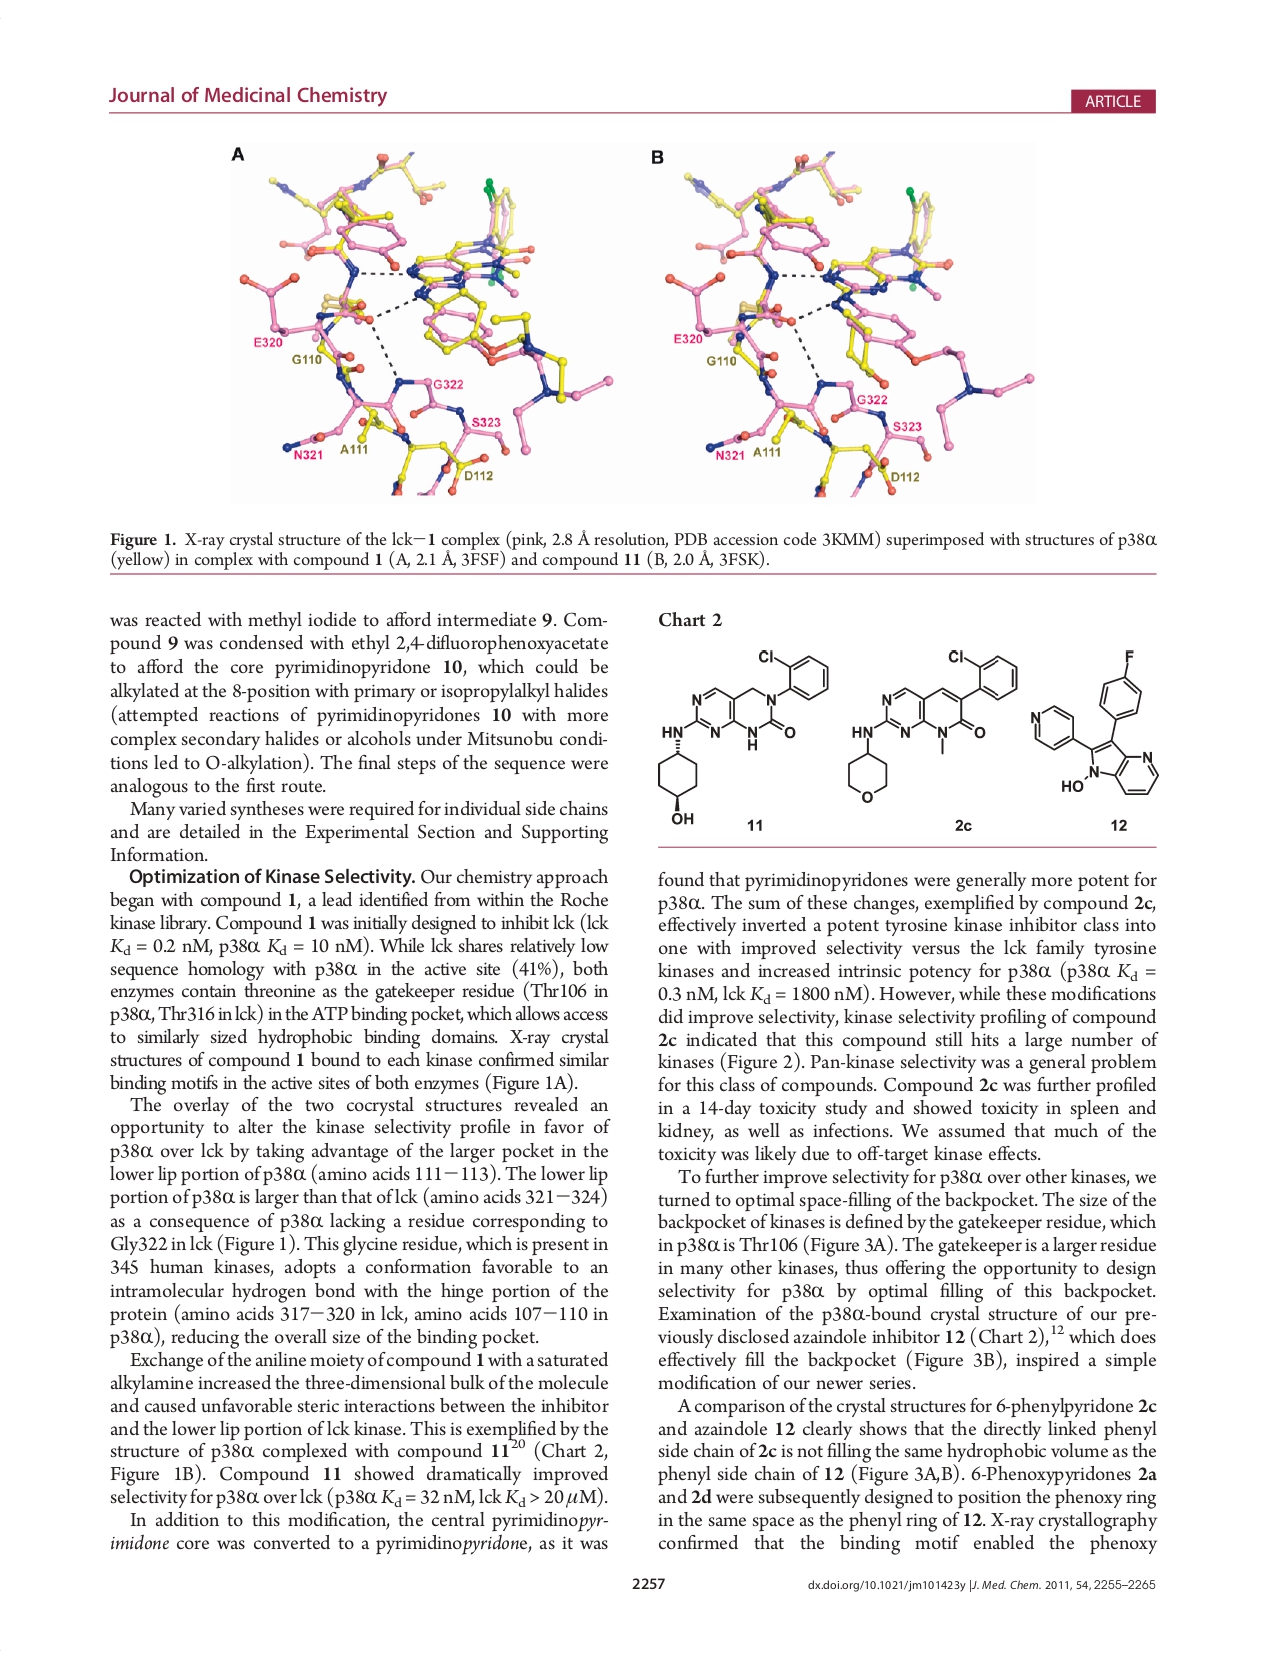 Journal of Medicinal Chemistry
ARTICLE
A
B
E320
G110
G322
S323
N321
A111
D112
E320
G110
G322
S323
N321
A111
D112
Figure 1. X-ray crystal structure of the lck−1 complex (pink, 2.8 Å resolution, PDB accession code 3KMM) superimposed with structures of p38α
(yellow) in complex with compound 1 (A, 2.1 Å, 3FSF) and compound 11 (B, 2.0 Å, 3FSK).
was reacted with methyl iodide to afford intermediate 9. Com-
pound 9 was condensed with ethyl 2,4-difluorophenoxyacetate
to afford the core pyrimidinopyridone 10, which could be
alkylated at the 8-position with primary or isopropylalkyl halides
(attempted reactions of pyrimidinopyridones 10 with more
complex secondary halides or alcohols under Mitsunobu condi-
tions led to O-alkylation). The final steps of the sequence were
analogous to the first route.
Many varied syntheses were required for individual side chains
and are detailed in the Experimental Section and Supporting
Information.
Optimization of Kinase Selectivity. Our chemistry approach
began with compound 1, a lead identified from within the Roche
kinase library. Compound 1 was initially designed to inhibit lck (lck
Kd = 0.2 nM, p38α Kd = 10 nM). While lck shares relatively low
sequence homology with p38α in the active site (41%), both
enzymes contain threonine as the gatekeeper residue (Thr106 in
p38α, Thr316 in lck) in the ATP binding pocket, which allows access
to similarly sized hydrophobic binding domains. X-ray crystal
structures of compound 1 bound to each kinase confirmed similar
binding motifs in the active sites of both enzymes (Figure 1A).
The overlay of the two cocrystal structures revealed an
opportunity to alter the kinase selectivity profile in favor of
p38α over lck by taking advantage of the larger pocket in the
lower lip portion of p38α (amino acids 111−113). The lower lip
portion of p38α is larger than that of lck (amino acids 321−324)
as a consequence of p38α lacking a residue corresponding to
Gly322 in lck (Figure 1). This glycine residue, which is present in
345 human kinases, adopts a conformation favorable to an
intramolecular hydrogen bond with the hinge portion of the
protein (amino acids 317−320 in lck, amino acids 107−110 in
p38α), reducing the overall size of the binding pocket.
Exchange of the aniline moiety of compound 1 with a saturated
alkylamine increased the three-dimensional bulk of the molecule
and caused unfavorable steric interactions between the inhibitor
and the lower lip portion of lck kinase. This is exemplified by the
structure of p38α complexed with compound 11²⁰ (Chart 2,
Figure 1B). Compound 11 showed dramatically improved
selectivity for p38α over lck (p38α Kd = 32 nM, lck Kd > 20 μM).
In addition to this modification, the central pyrimidinopyr-
imidone core was converted to a pyrimidinopyridone, as it was
Chart 2
Cl
N
N
O
HN
N
N
H
OH
11
Cl
N
HN
N
N
O
O
2c
F
N
N
N
HO
12
found that pyrimidinopyridones were generally more potent for
p38α. The sum of these changes, exemplified by compound 2c,
effectively inverted a potent tyrosine kinase inhibitor class into
one with improved selectivity versus the lck family tyrosine
kinases and increased intrinsic potency for p38α (p38α Kd =
0.3 nM, lck Kd = 1800 nM). However, while these modifications
did improve selectivity, kinase selectivity profiling of compound
2c indicated that this compound still hits a large number of
kinases (Figure 2). Pan-kinase selectivity was a general problem
for this class of compounds. Compound 2c was further profiled
in a 14-day toxicity study and showed toxicity in spleen and
kidney, as well as infections. We assumed that much of the
toxicity was likely due to off-target kinase effects.
To further improve selectivity for p38α over other kinases, we
turned to optimal space-filling of the backpocket. The size of the
backpocket of kinases is defined by the gatekeeper residue, which
in p38α is Thr106 (Figure 3A). The gatekeeper is a larger residue
in many other kinases, thus offering the opportunity to design
selectivity for p38α by optimal filling of this backpocket.
Examination of the p38α-bound crystal structure of our pre-
viously disclosed azaindole inhibitor 12 (Chart 2),¹² which does
effectively fill the backpocket (Figure 3B), inspired a simple
modification of our newer series.
A comparison of the crystal structures for 6-phenylpyridone 2c
and azaindole 12 clearly shows that the directly linked phenyl
side chain of 2c is not filling the same hydrophobic volume as the
phenyl side chain of 12 (Figure 3A,B). 6-Phenoxypyridones 2a
and 2d were subsequently designed to position the phenoxy ring
in the same space as the phenyl ring of 12. X-ray crystallography
confirmed that the binding motif enabled the phenoxy
2257
dx.doi.org/10.1021/jm101423y |J. Med. Chem. 2011, 54, 2255–2265